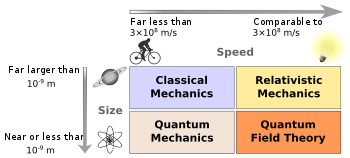 Far less than
3×10⁸ m/s
Comparable to
3×10⁸ m/s
Speed
Far larger than
10⁻⁹ m
Classical
Mechanics
Relativistic
Mechanics
Size
Near or less than
10⁻⁹ m
Quantum
Mechanics
Quantum
Field Theory